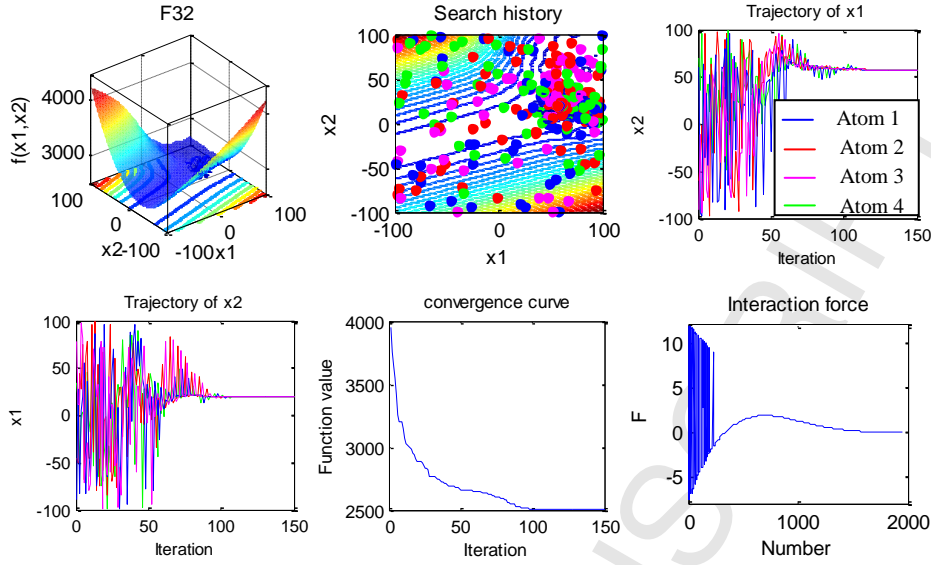 F32
f(x1,x2)
4000
3000
100
0
x2-100
-100x1
0
100
Search history
x2
100
50
0
-50
-100
-100
0
100
x1
Trajectory of x1
x2
100
50
0
-50
-100
0
50
100
150
Iteration
Atom 1
Atom 2
Atom 3
Atom 4
Trajectory of x2
x1
100
50
0
-50
-100
0
50
100
150
Iteration
convergence curve
Function value
4000
3500
3000
2500
0
50
100
150
Iteration
Interaction force
F
10
5
0
-5
0
1000
2000
Number